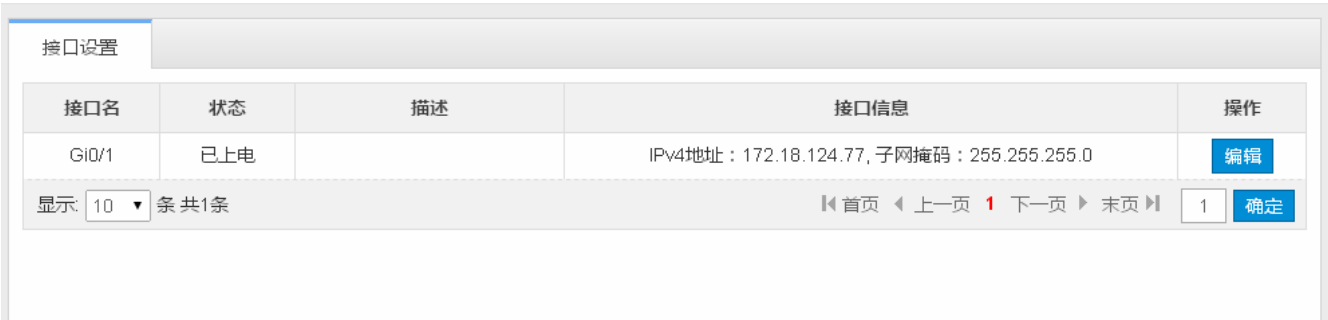 接口设置
接口名 状态 描述 接口信息 操作
Gi0/1 已上电 IPv4地址：172.18.124.77, 子网掩码：255.255.255.0 编辑
显示: 10 条 共1条 首页 上一页 1 下一页 末页 1 确定